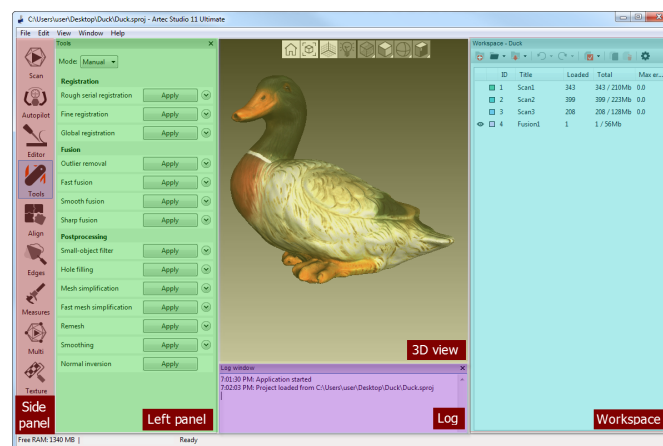 C:\Users\user\Desktop\Duck\Duck.sproj - Artec Studio 11 Ultimate
File Edit View Window Help
Tools
Mode: Manual
Registration
Rough serial registration Apply
Fine registration Apply
Global registration Apply
Fusion
Outlier removal Apply
Fast fusion Apply
Smooth fusion Apply
Sharp fusion Apply
Postprocessing
Small-object filter Apply
Hole filling Apply
Mesh simplification Apply
Fast mesh simplification Apply
Remesh Apply
Smoothing Apply
Normal inversion Apply
Scan
Autopilot
Editor
Tools
Align
Edges
Measures
Multi
Texture
Side
panel
Left panel
3D view
Log window
7:01:30 PM: Application started
7:02:03 PM: Project loaded from C:\Users\user\Desktop\Duck\Duck.sproj
Log
Workspace - Duck
ID Title Loaded Total Max er...
1 Scan1 343 343 / 210Mb 0.0
2 Scan2 399 399 / 223Mb 0.0
3 Scan3 208 208 / 128Mb 0.0
4 Fusion1 1 1 / 56Mb
Workspace
Free RAM: 1340 MB | Ready